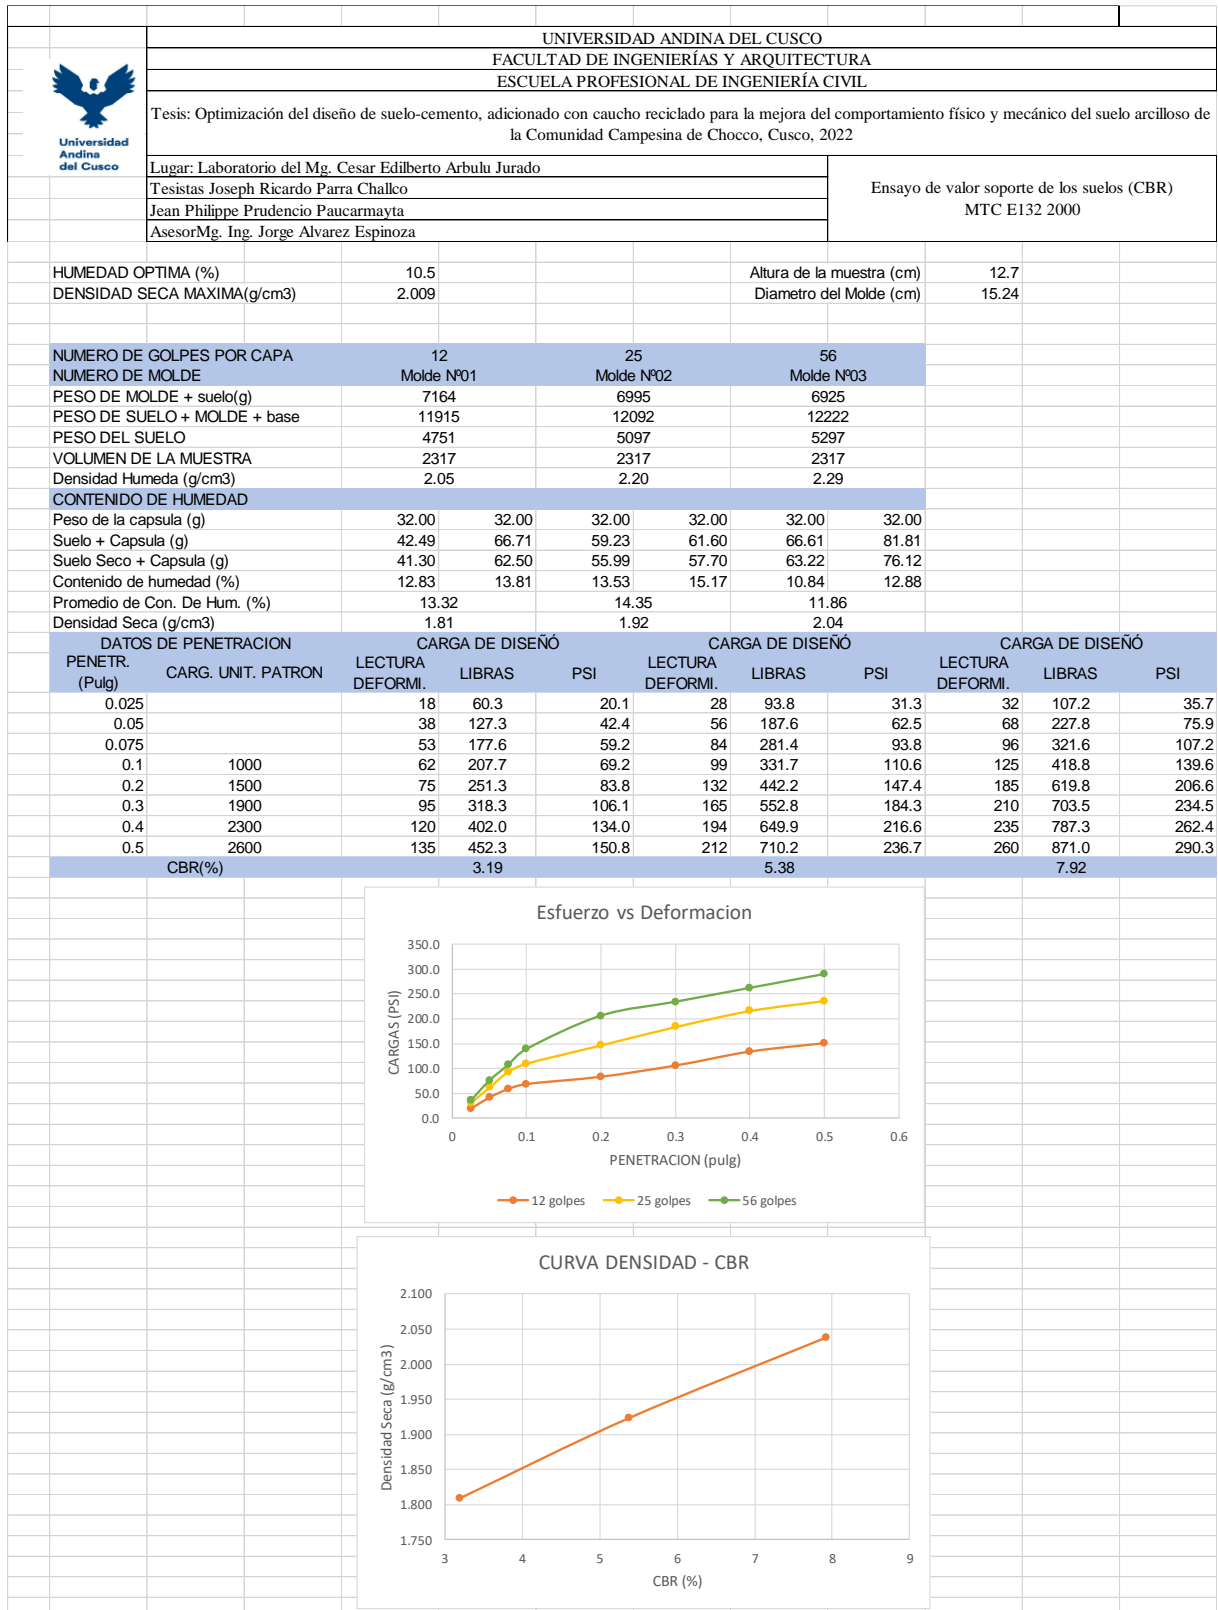 UNIVERSIDAD ANDINA DEL CUSCO
FACULTAD DE INGENIERÍAS Y ARQUITECTURA
ESCUELA PROFESIONAL DE INGENIERÍA CIVIL
Universidad
Andina
del Cusco
Tesis: Optimización del diseño de suelo-cemento, adicionado con caucho reciclado para la mejora del comportamiento físico y mecánico del suelo arcilloso de
la Comunidad Campesina de Chocco, Cusco, 2022
Lugar: Laboratorio del Mg. Cesar Edilberto Arbulu Jurado
Tesistas Joseph Ricardo Parra Challco
Jean Philippe Prudencio Paucarmayta
AsesorMg. Ing. Jorge Alvarez Espinoza
Ensayo de valor soporte de los suelos (CBR)
MTC E132 2000
HUMEDAD OPTIMA (%) 10.5 Altura de la muestra (cm) 12.7
DENSIDAD SECA MAXIMA(g/cm3) 2.009 Diametro del Molde (cm) 15.24
NUMERO DE GOLPES POR CAPA 12 25 56
NUMERO DE MOLDE Molde Nº01 Molde Nº02 Molde Nº03
PESO DE MOLDE + suelo(g) 7164 6995 6925
PESO DE SUELO + MOLDE + base 11915 12092 12222
PESO DEL SUELO 4751 5097 5297
VOLUMEN DE LA MUESTRA 2317 2317 2317
Densidad Humeda (g/cm3) 2.05 2.20 2.29
CONTENIDO DE HUMEDAD
Peso de la capsula (g) 32.00 32.00 32.00 32.00 32.00 32.00
Suelo + Capsula (g) 42.49 66.71 59.23 61.60 66.61 81.81
Suelo Seco + Capsula (g) 41.30 62.50 55.99 57.70 63.22 76.12
Contenido de humedad (%) 12.83 13.81 13.53 15.17 10.84 12.88
Promedio de Con. De Hum. (%) 13.32 14.35 11.86
Densidad Seca (g/cm3) 1.81 1.92 2.04
DATOS DE PENETRACION CARGA DE DISEÑÓ CARGA DE DISEÑÓ CARGA DE DISEÑÓ
PENETR. (Pulg) CARG. UNIT. PATRON LECTURA DEFORMI. LIBRAS PSI LECTURA DEFORMI. LIBRAS PSI LECTURA DEFORMI. LIBRAS PSI
0.025 18 60.3 20.1 28 93.8 31.3 32 107.2 35.7
0.05 38 127.3 42.4 56 187.6 62.5 68 227.8 75.9
0.075 53 177.6 59.2 84 281.4 93.8 96 321.6 107.2
0.1 1000 62 207.7 69.2 99 331.7 110.6 125 418.8 139.6
0.2 1500 75 251.3 83.8 132 442.2 147.4 185 619.8 206.6
0.3 1900 95 318.3 106.1 165 552.8 184.3 210 703.5 234.5
0.4 2300 120 402.0 134.0 194 649.9 216.6 235 787.3 262.4
0.5 2600 135 452.3 150.8 212 710.2 236.7 260 871.0 290.3
CBR(%) 3.19 5.38 7.92
Esfuerzo vs Deformacion
CARGAS (PSI)
350.0
300.0
250.0
200.0
150.0
100.0
50.0
0.0
0 0.1 0.2 0.3 0.4 0.5 0.6
PENETRACION (pulg)
12 golpes 25 golpes 56 golpes
CURVA DENSIDAD - CBR
Densidad Seca (g/cm3)
2.100
2.050
2.000
1.950
1.900
1.850
1.800
1.750
3 4 5 6 7 8 9
CBR (%)